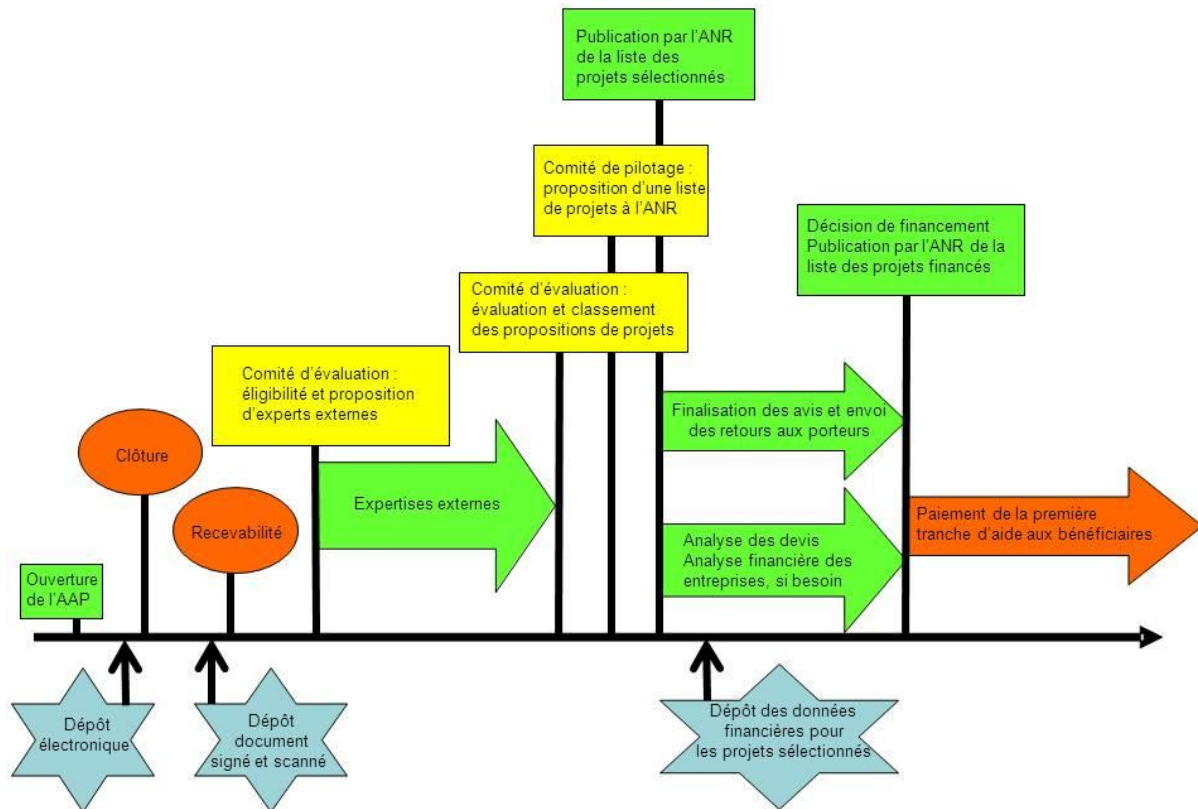 Publication par l'ANR
de la liste des
projets sélectionnés
Comité de pilotage :
proposition d'une liste
de projets à l'ANR
Décision de financement
Publication par l'ANR de la
liste des projets financés
Comité d'évaluation :
évaluation et classement
des propositions de projets
Comité d'évaluation :
éligibilité et proposition
d'experts externes
Finalisation des avis et envoi
des retours aux porteurs
Clôture
Expertises externes
Recevabilité
Paiement de la première
tranche d'aide aux bénéficiaires
Analyse des devis
Analyse financière des
entreprises, si besoin
Ouverture
de l'AAP
Dépôt
électronique
Dépôt
document
signé et scanné
Dépôt des données
financières pour
les projets sélectionnés